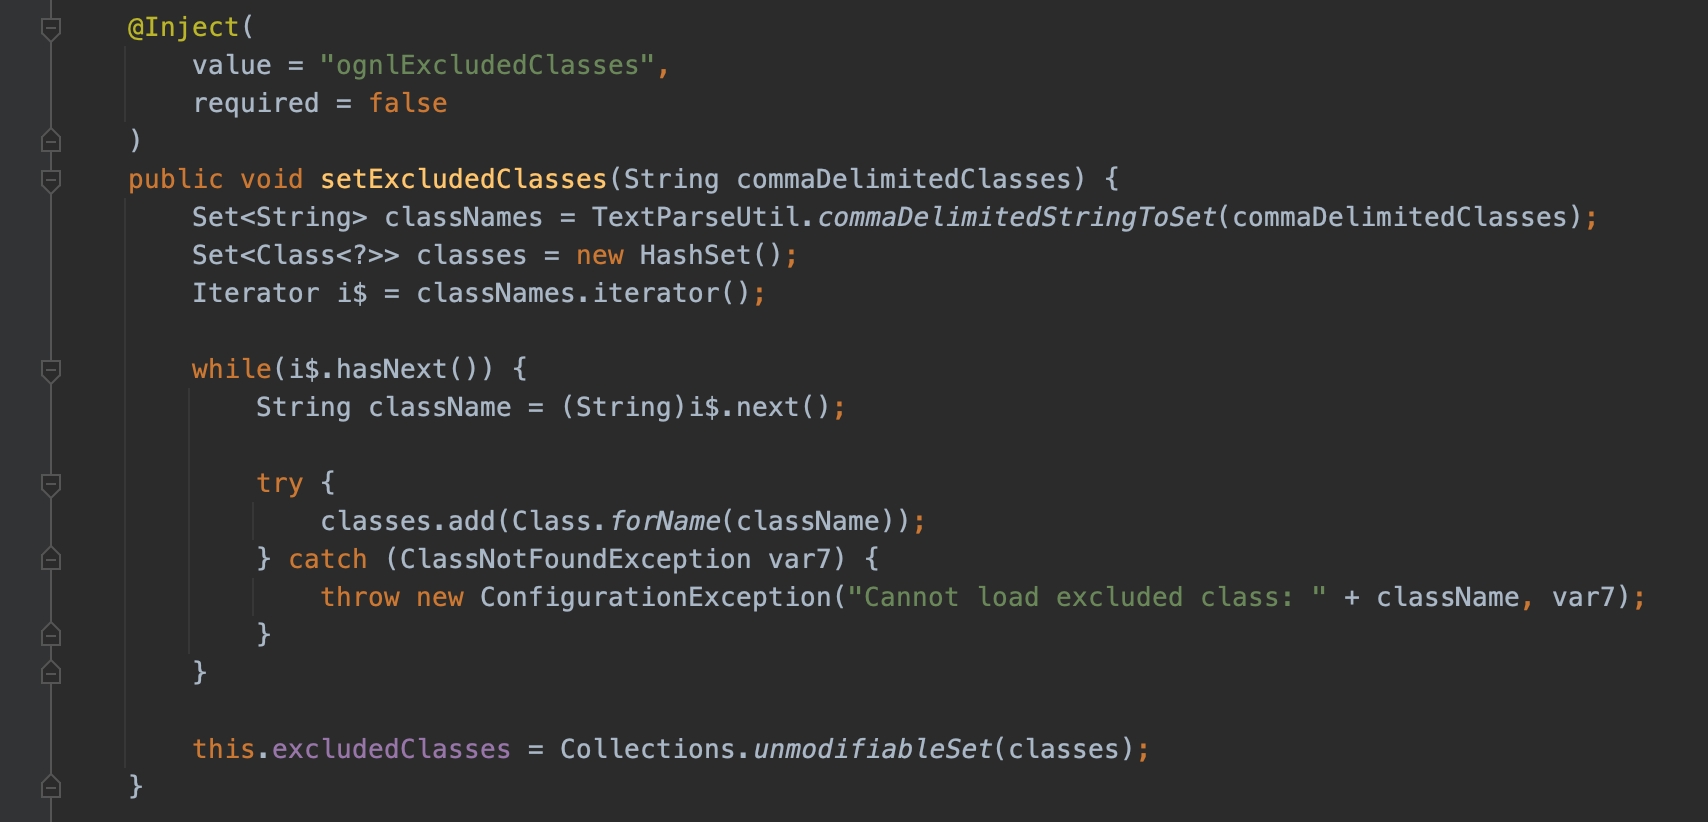 @Inject(
value = "ognlExcludedClasses",
required = false
)
public void setExcludedClasses(String commaDelimitedClasses) {
Set<String> classNames = TextParseUtil.commaDelimitedStringToSet(commaDelimitedClasses);
Set<Class<?>> classes = new HashSet();
Iterator i$ = classNames.iterator();
while(i$.hasNext()) {
String className = (String)i$.next();
try {
classes.add(Class.forName(className));
} catch (ClassNotFoundException var7) {
throw new ConfigurationException("Cannot load excluded class: " + className, var7);
}
}
this.excludedClasses = Collections.unmodifiableSet(classes);
}